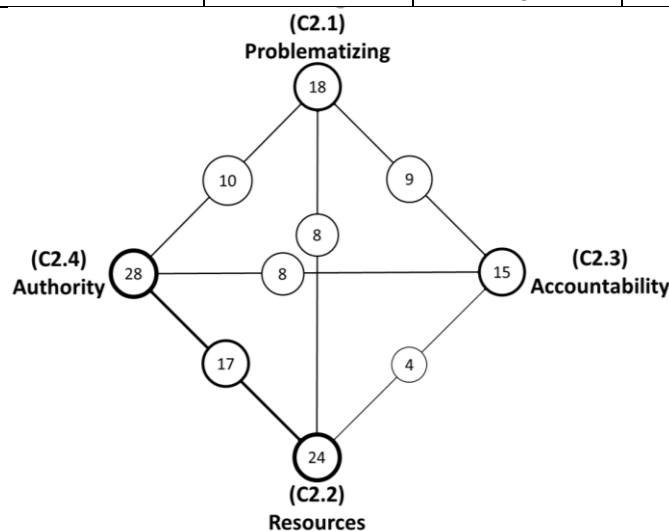 (C2.1)
Problematizing
18
10
9
8
(C2.4)
Authority
28
8
15
(C2.3)
Accountability
17
4
24
(C2.2)
Resources